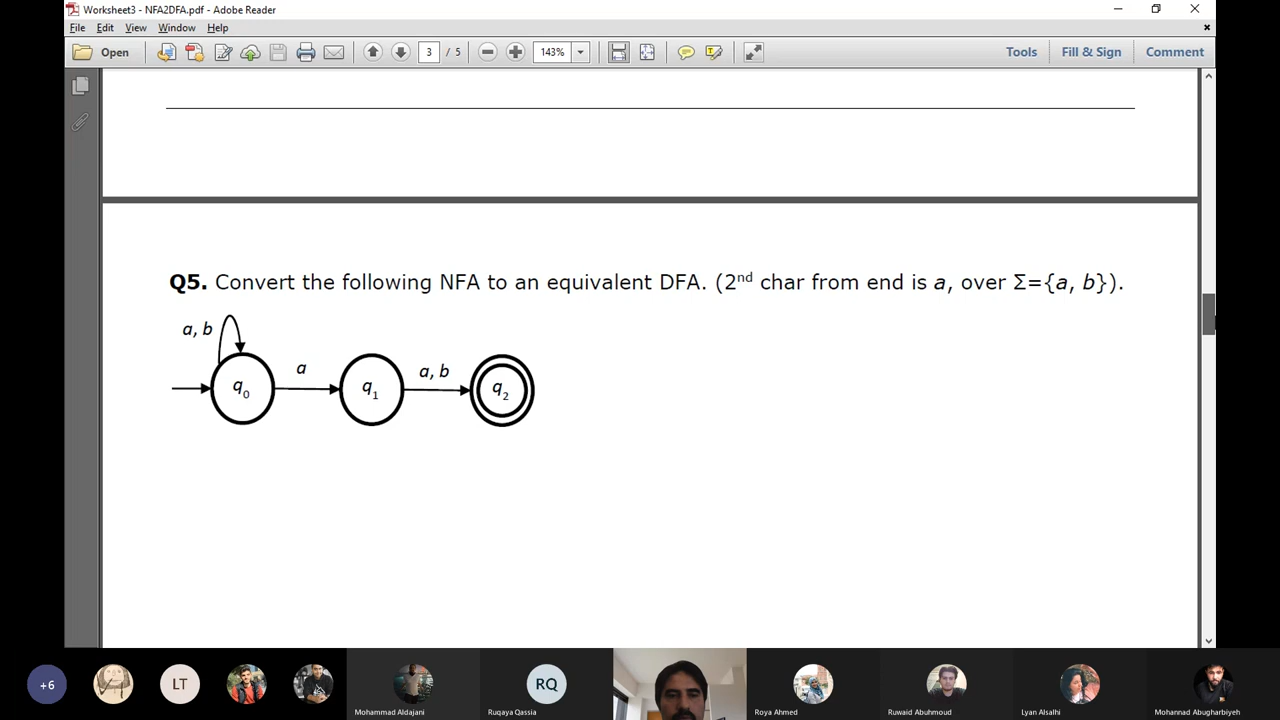 Worksheet3 - NFA2DFA.pdf - Adobe Reader
File Edit View Window Help
Open 3 / 5 143% Tools Fill & Sign Comment
Q5. Convert the following NFA to an equivalent DFA. (2nd char from end is a, over Σ={a, b}).
a, b
a
a, b
q0
q1
q2
+6
LT
RQ
Mohammad Aldajani
Ruqaya Qassia
Roya Ahmed
Ruwaid Abuhmoud
Lyan Alsalhi
Mohannad Abugharbiyeh